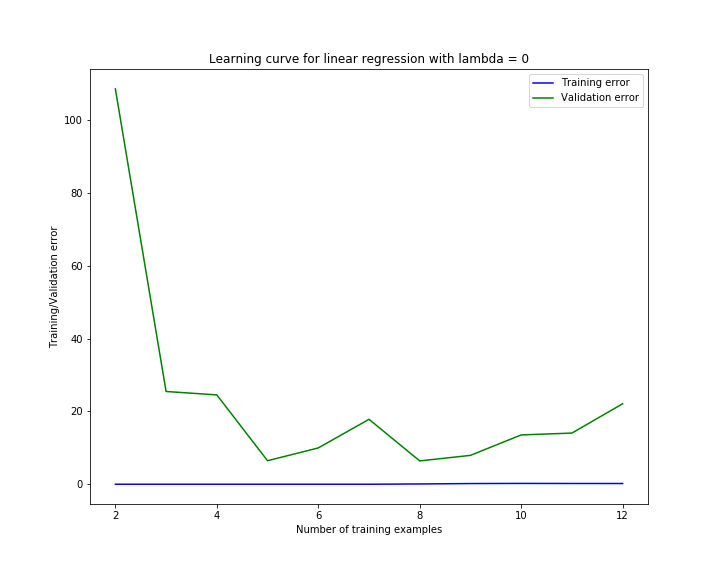 Learning curve for linear regression with lambda = 0
Training error
Validation error
100
80
60
40
20
0
Training/Validation error
2 4 6 8 10 12
Number of training examples